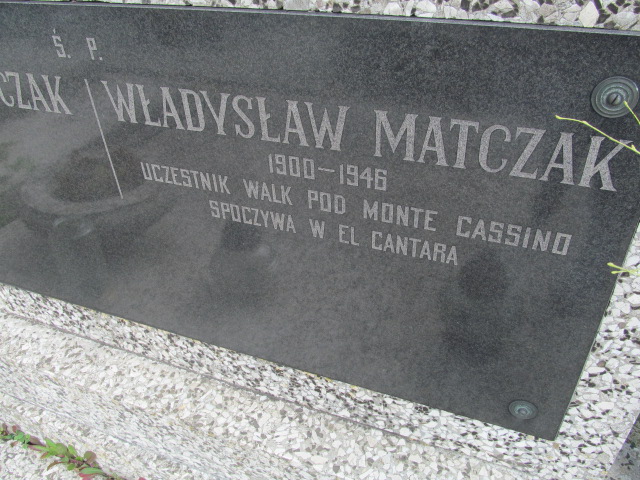 Ś. P.
CZAK | WŁADYSŁAW MATCZAK
1900-1946
UCZESTNIK WALK POD MONTE CASSINO
SPOCZYWA W EL CANTARA